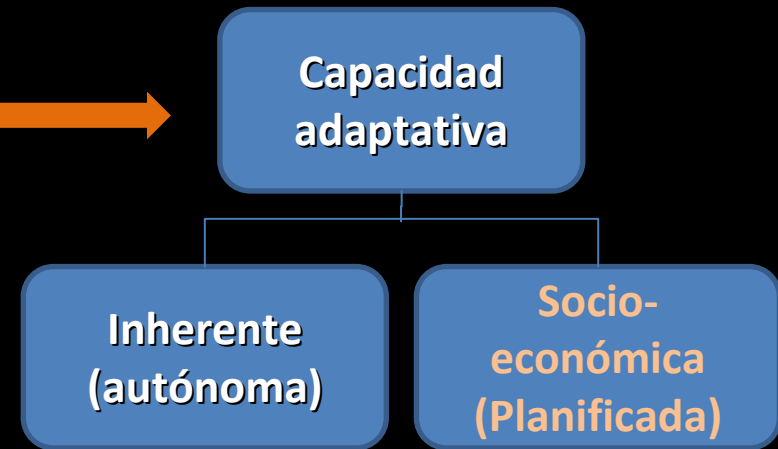 Capacidad
adaptativa
Inherente
(autónoma)
Socio-
económica
(Planificada)